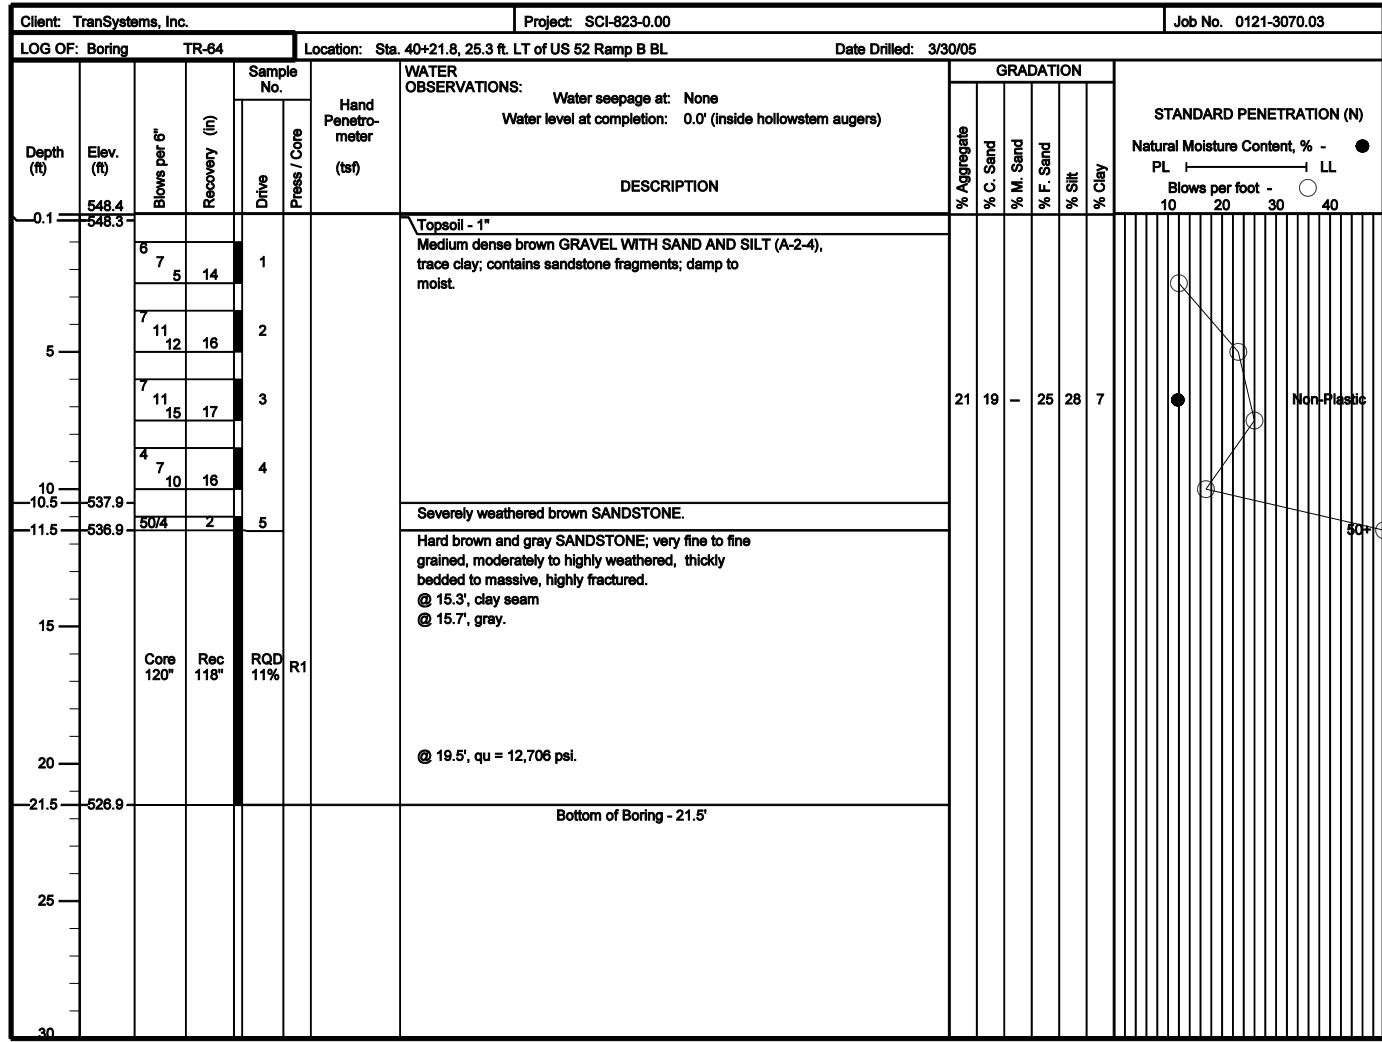 Client: TranSystems, Inc. Project: SCI-823-0.00 Job No. 0121-3070.03
LOG OF: Boring TR-64 Location: Sta. 40+21.8, 25.3 ft. LT of US 52 Ramp B BL Date Drilled: 3/30/05
Depth (ft)
Elev. (ft)
548.4
Blows per 6"
Recovery (in)
Sample No.
Drive
Press / Core
Hand Penetro-meter
(tsf)
WATER OBSERVATIONS:
Water seepage at: None
Water level at completion: 0.0' (inside hollowstem augers)
DESCRIPTION
GRADATION
% Aggregate
% C. Sand
% M. Sand
% F. Sand
% Silt
% Clay
STANDARD PENETRATION (N)
Natural Moisture Content, % -
PL LL
Blows per foot -
10 20 30 40
0.1 548.3
Topsoil - 1"
Medium dense brown GRAVEL WITH SAND AND SILT (A-2-4),
trace clay; contains sandstone fragments; damp to
moist.
6 7 5 14 1
7 11 12 16 2
5
7 11 15 17 3 21 19 -- 25 28 7 Non-Plastic
4 7 10 16 4
10
10.5 537.9
Severely weathered brown SANDSTONE.
50/4 2 5
11.5 536.9 50+
Hard brown and gray SANDSTONE; very fine to fine
grained, moderately to highly weathered, thickly
bedded to massive, highly fractured.
@ 15.3', clay seam
@ 15.7', gray.
15
Core 120" Rec 118" RQD 11% R1
@ 19.5', qu = 12,706 psi.
20
21.5 526.9
Bottom of Boring - 21.5'
25
30